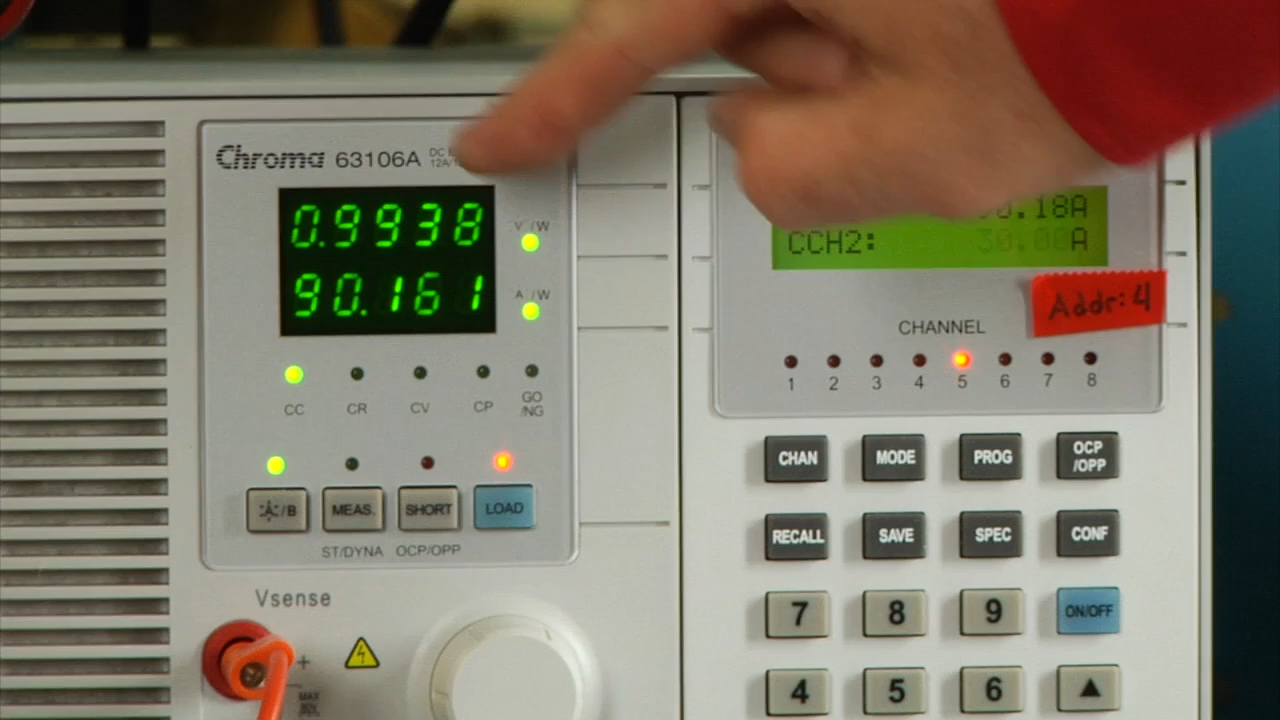 Chroma 63106A DC
12A/
0.9938
V /W
90.161
A /W
CC CR CV CP GO
/NG
A/B MEAS. SHORT LOAD
ST/DYNA OCP/OPP
Vsense
+
MAX
0.18A
CCH2: 30.00A
Addr: 4
CHANNEL
1 2 3 4 5 6 7 8
CHAN MODE PROG OCP
/OPP
RECALL SAVE SPEC CONF
7 8 9 ON/OFF
4 5 6 ▲